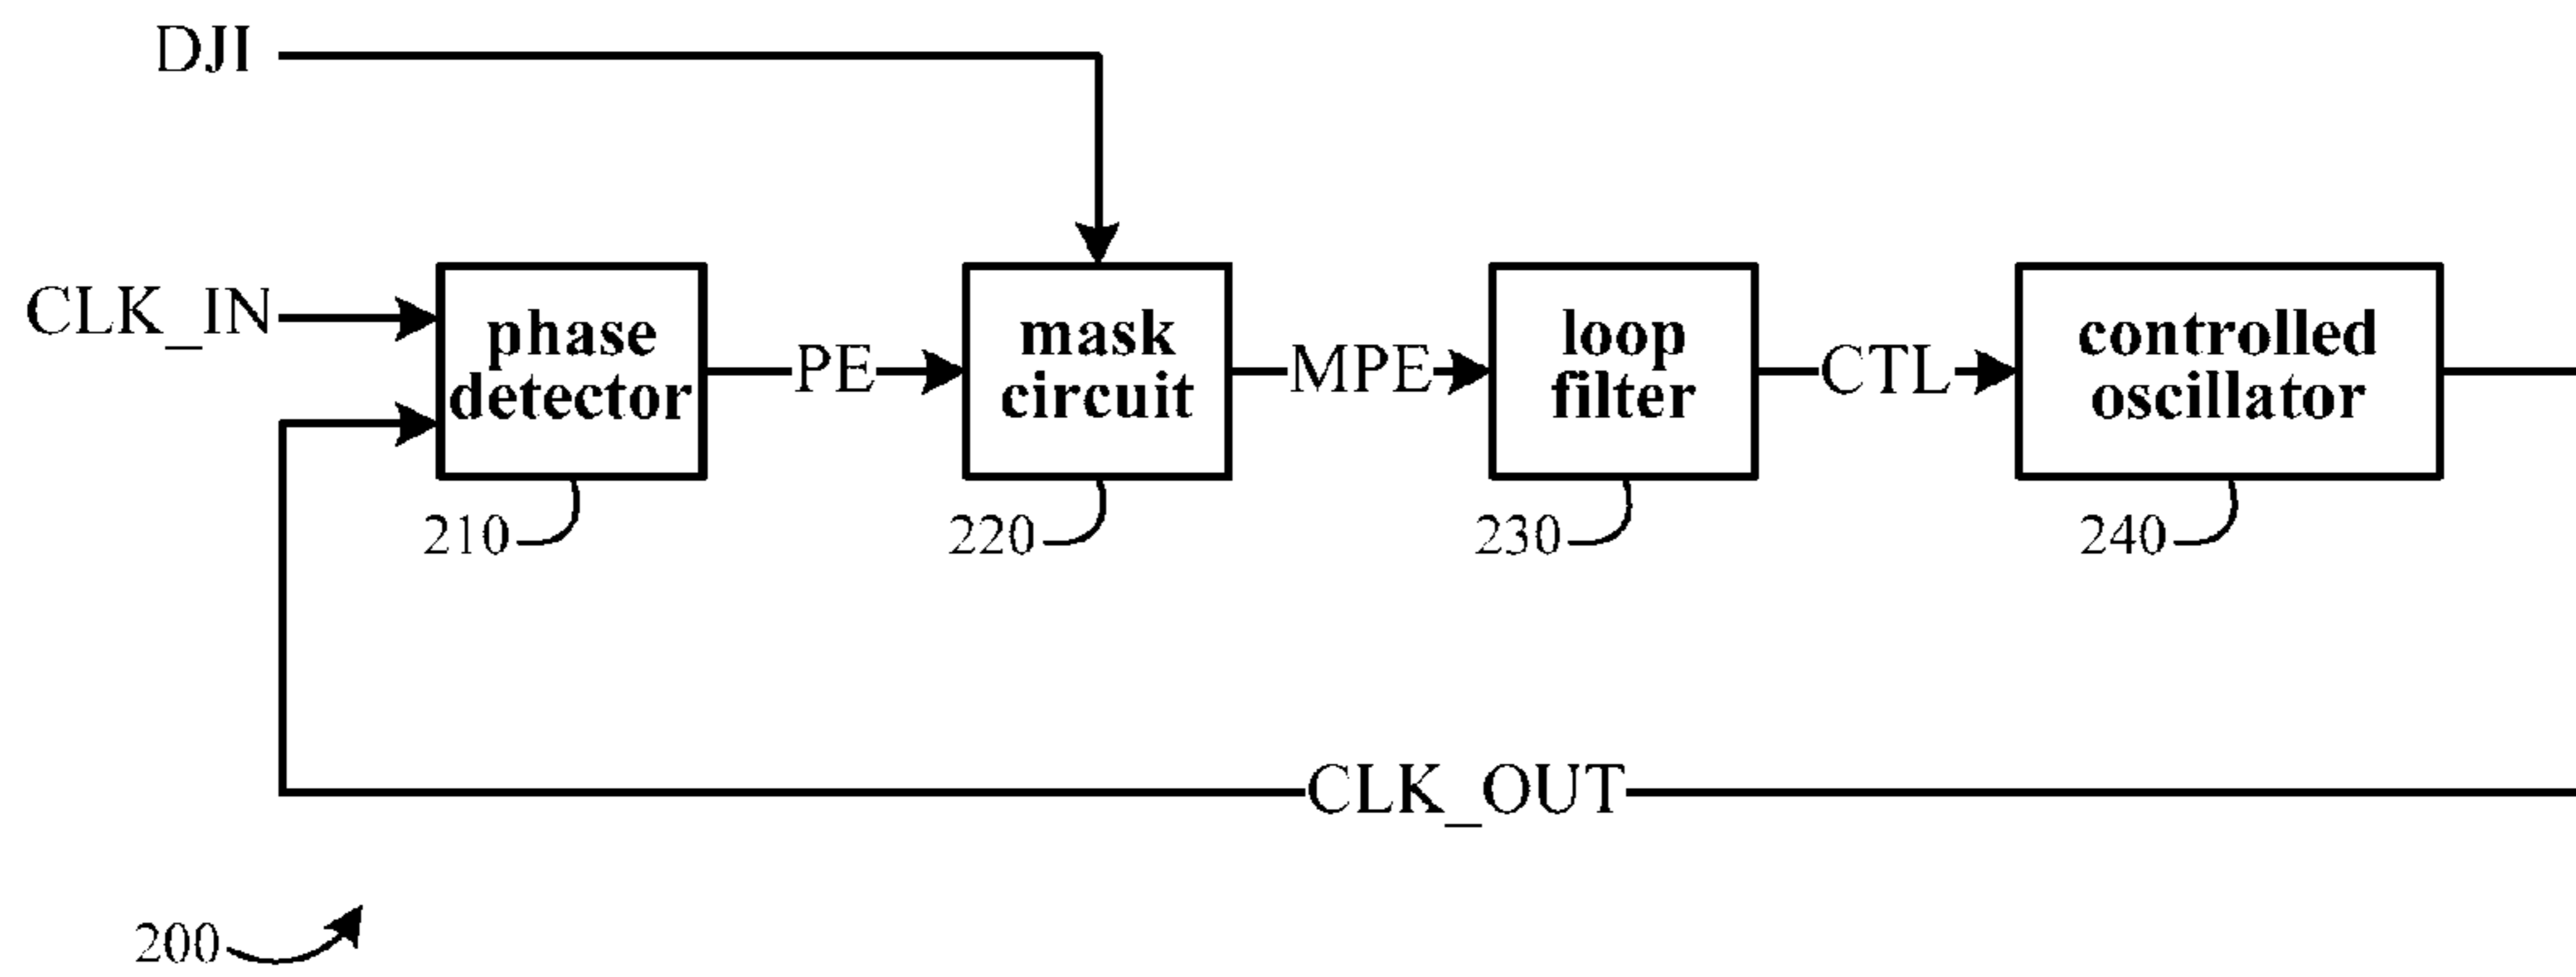 DJI
CLK_IN
phase
detector
PE
mask
circuit
MPE
loop
filter
CTL
controlled
oscillator
210
220
230
240
CLK_OUT
200